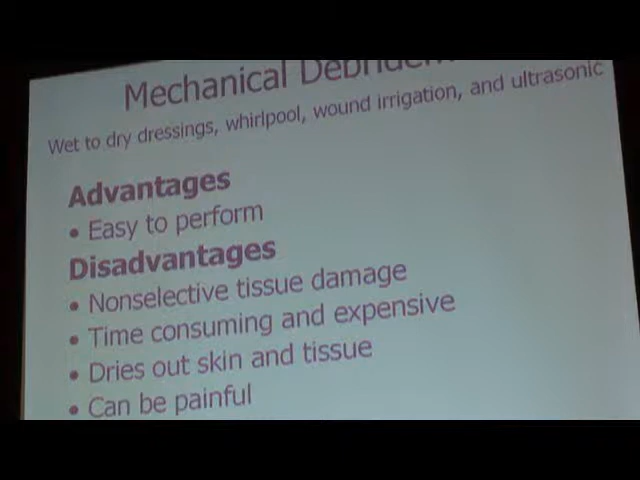 Mechanical
Wet to dry dressings, whirlpool, wound irrigation, and ultrasonic
Advantages
• Easy to perform
Disadvantages
• Nonselective tissue damage
• Time consuming and expensive
• Dries out skin and tissue
• Can be painful